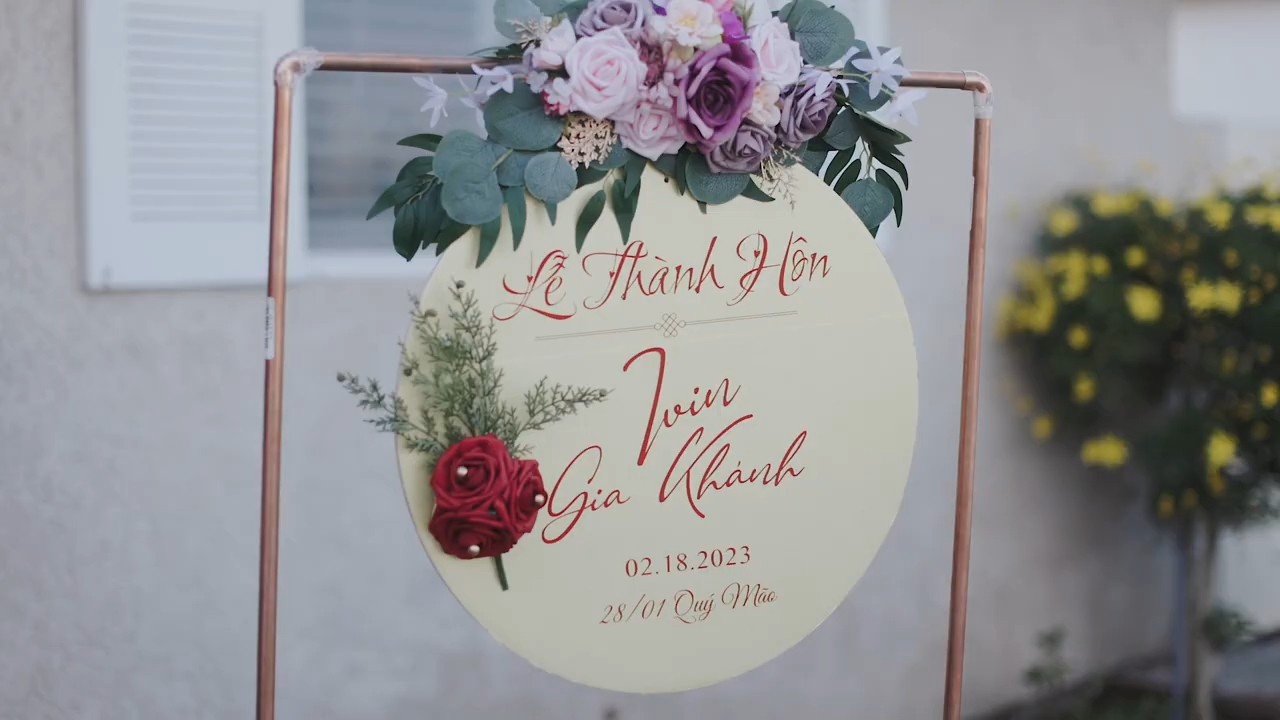 Lễ Thành Hôn
Ivin
Gia Khánh
02.18.2023
28/01 Quý Mão